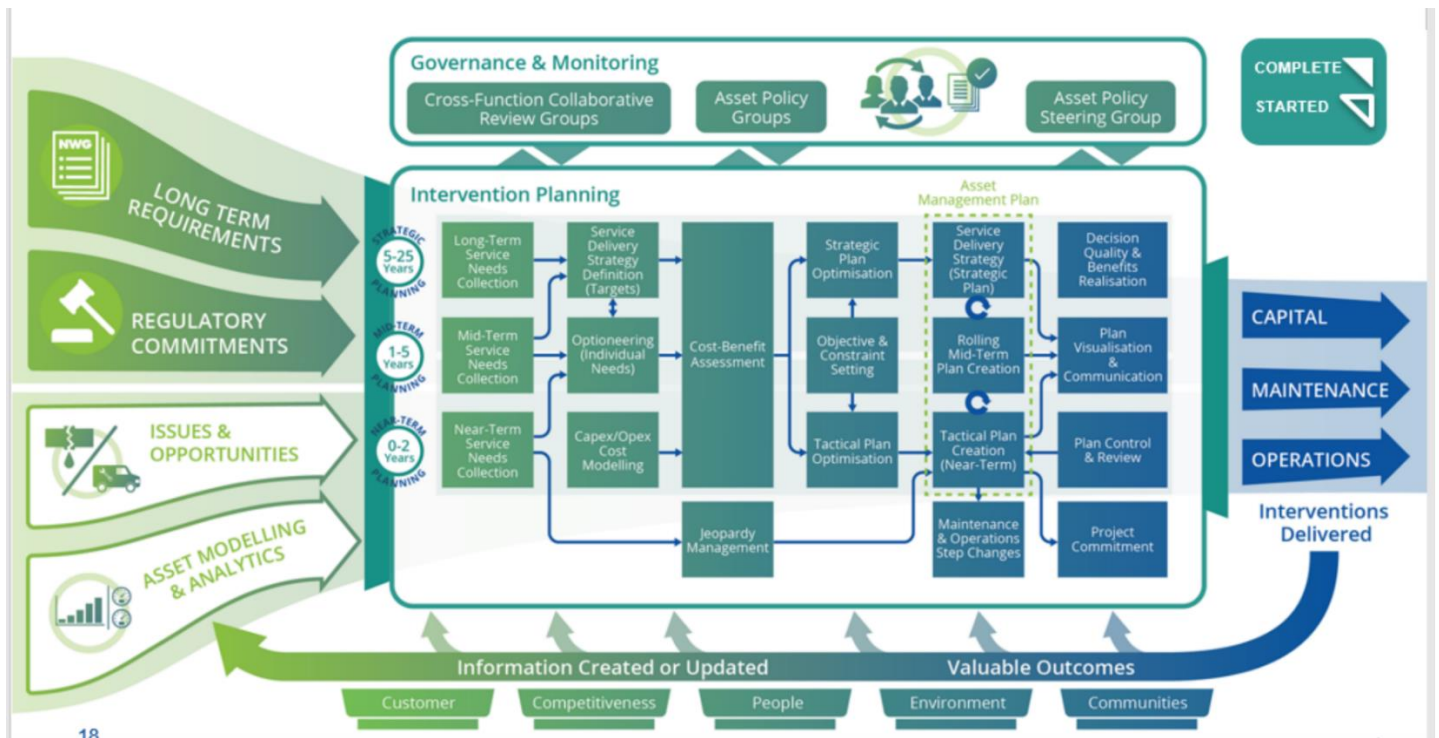 Governance & Monitoring
Cross-Function Collaborative
Review Groups
Asset Policy
Groups
Asset Policy
Steering Group
COMPLETE
STARTED
NWG
LONG TERM
REQUIREMENTS
REGULATORY
COMMITMENTS
ISSUES &
OPPORTUNITIES
ASSET MODELLING
& ANALYTICS
Intervention Planning
Asset
Management Plan
STRATEGIC
5-25
Years
PLANNING
Long-Term
Service
Needs
Collection
Service
Delivery
Strategy
Definition
(Targets)
Strategic
Plan
Optimisation
Service
Delivery
Strategy
(Strategic
Plan)
Decision
Quality &
Benefits
Realisation
MID-TERM
1-5
Years
PLANNING
Mid-Term
Service
Needs
Collection
Optioneering
(Individual
Needs)
Cost-Benefit
Assessment
Objective &
Constraint
Setting
Rolling
Mid-Term
Plan Creation
Plan
Visualisation
&
Communication
NEAR-TERM
0-2
Years
PLANNING
Near-Term
Service
Needs
Collection
Capex/Opex
Cost
Modelling
Tactical Plan
Optimisation
Tactical Plan
Creation
(Near-Term)
Plan Control
& Review
Jeopardy
Management
Maintenance
& Operations
Step Changes
Project
Commitment
CAPITAL
MAINTENANCE
OPERATIONS
Interventions
Delivered
Information Created or Updated
Valuable Outcomes
Customer
Competitiveness
People
Environment
Communities
18